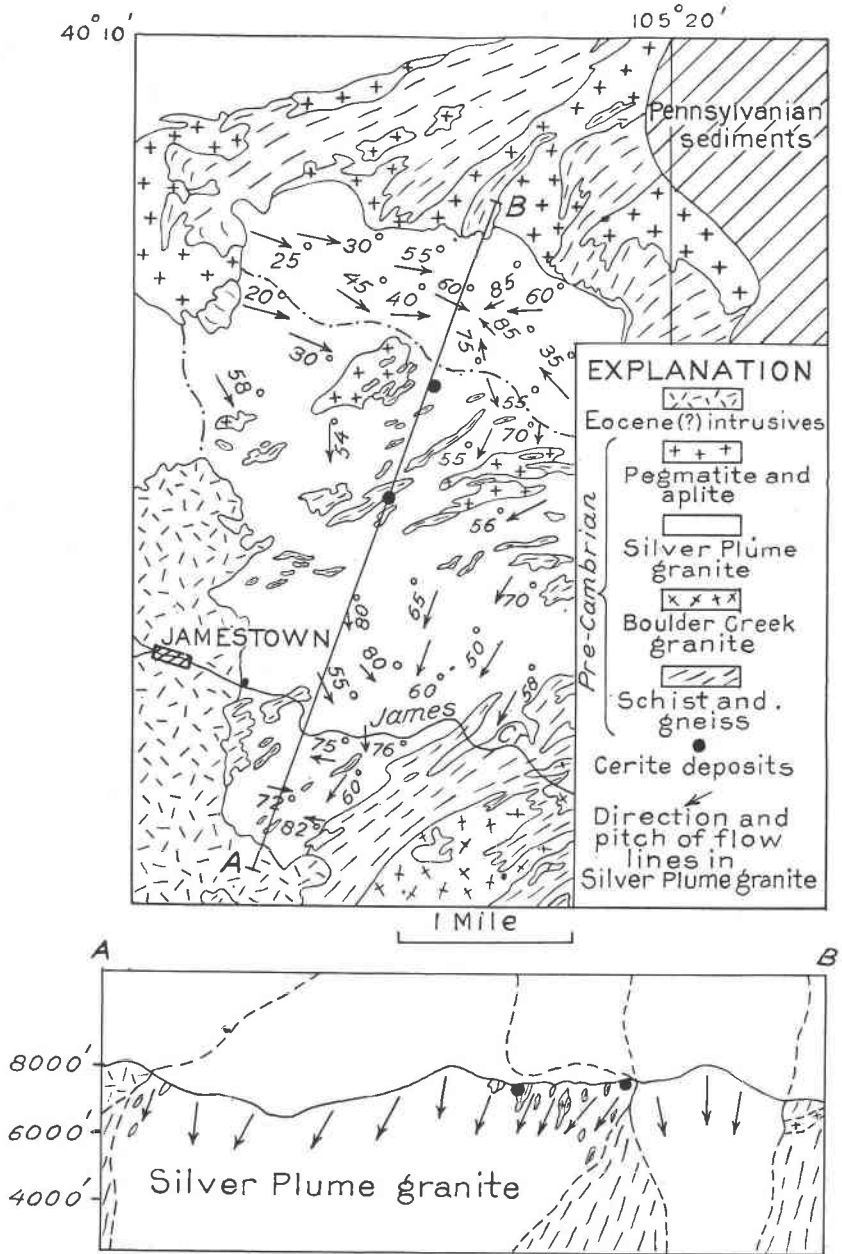 40°10'
105°20'
Pennsylvanian
sediments
B
30°
25°
55°
45°
60°
85
20°
40°
60°
85°
75°
35°
30°
58°
55°
54°
70°
55°
56°
80°
65°
70°
JAMESTOWN
80°
50°
55°
60°
58°
James
75°
76°
60°
72°
82°
A
EXPLANATION
Eocene(?) intrusives
Pegmatite and
aplite
Silver Plume
granite
Boulder Creek
granite
Schist and.
gneiss
Pre-Cambrian
Cerite deposits
Direction and
pitch of flow
lines in
Silver Plume granite
1 Mile
A
B
8000'
6000'
4000'
Silver Plume granite